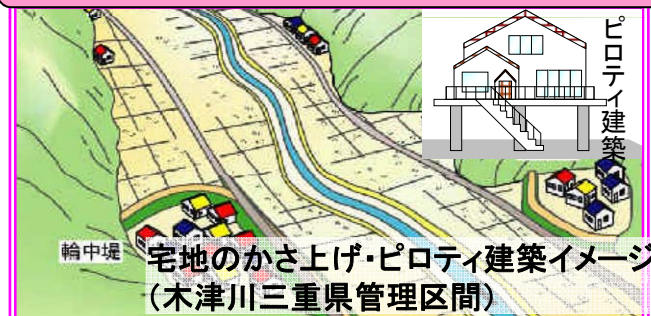 ピロティ建築
輪中堤
宅地のかさ上げ・ピロティ建築イメージ
(木津川三重県管理区間)